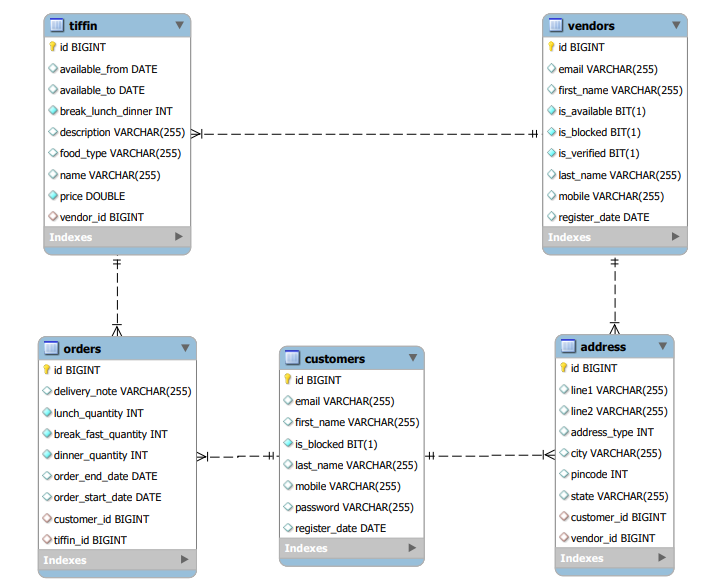 tiffin
id BIGINT
available_from DATE
available_to DATE
break_lunch_dinner INT
description VARCHAR(255)
food_type VARCHAR(255)
name VARCHAR(255)
price DOUBLE
vendor_id BIGINT
Indexes
vendors
id BIGINT
email VARCHAR(255)
first_name VARCHAR(255)
is_available BIT(1)
is_blocked BIT(1)
is_verified BIT(1)
last_name VARCHAR(255)
mobile VARCHAR(255)
register_date DATE
Indexes
orders
id BIGINT
delivery_note VARCHAR(255)
lunch_quantity INT
break_fast_quantity INT
dinner_quantity INT
order_end_date DATE
order_start_date DATE
customer_id BIGINT
tiffin_id BIGINT
Indexes
customers
id BIGINT
email VARCHAR(255)
first_name VARCHAR(255)
is_blocked BIT(1)
last_name VARCHAR(255)
mobile VARCHAR(255)
password VARCHAR(255)
register_date DATE
Indexes
address
id BIGINT
line1 VARCHAR(255)
line2 VARCHAR(255)
address_type INT
city VARCHAR(255)
pincode INT
state VARCHAR(255)
customer_id BIGINT
vendor_id BIGINT
Indexes